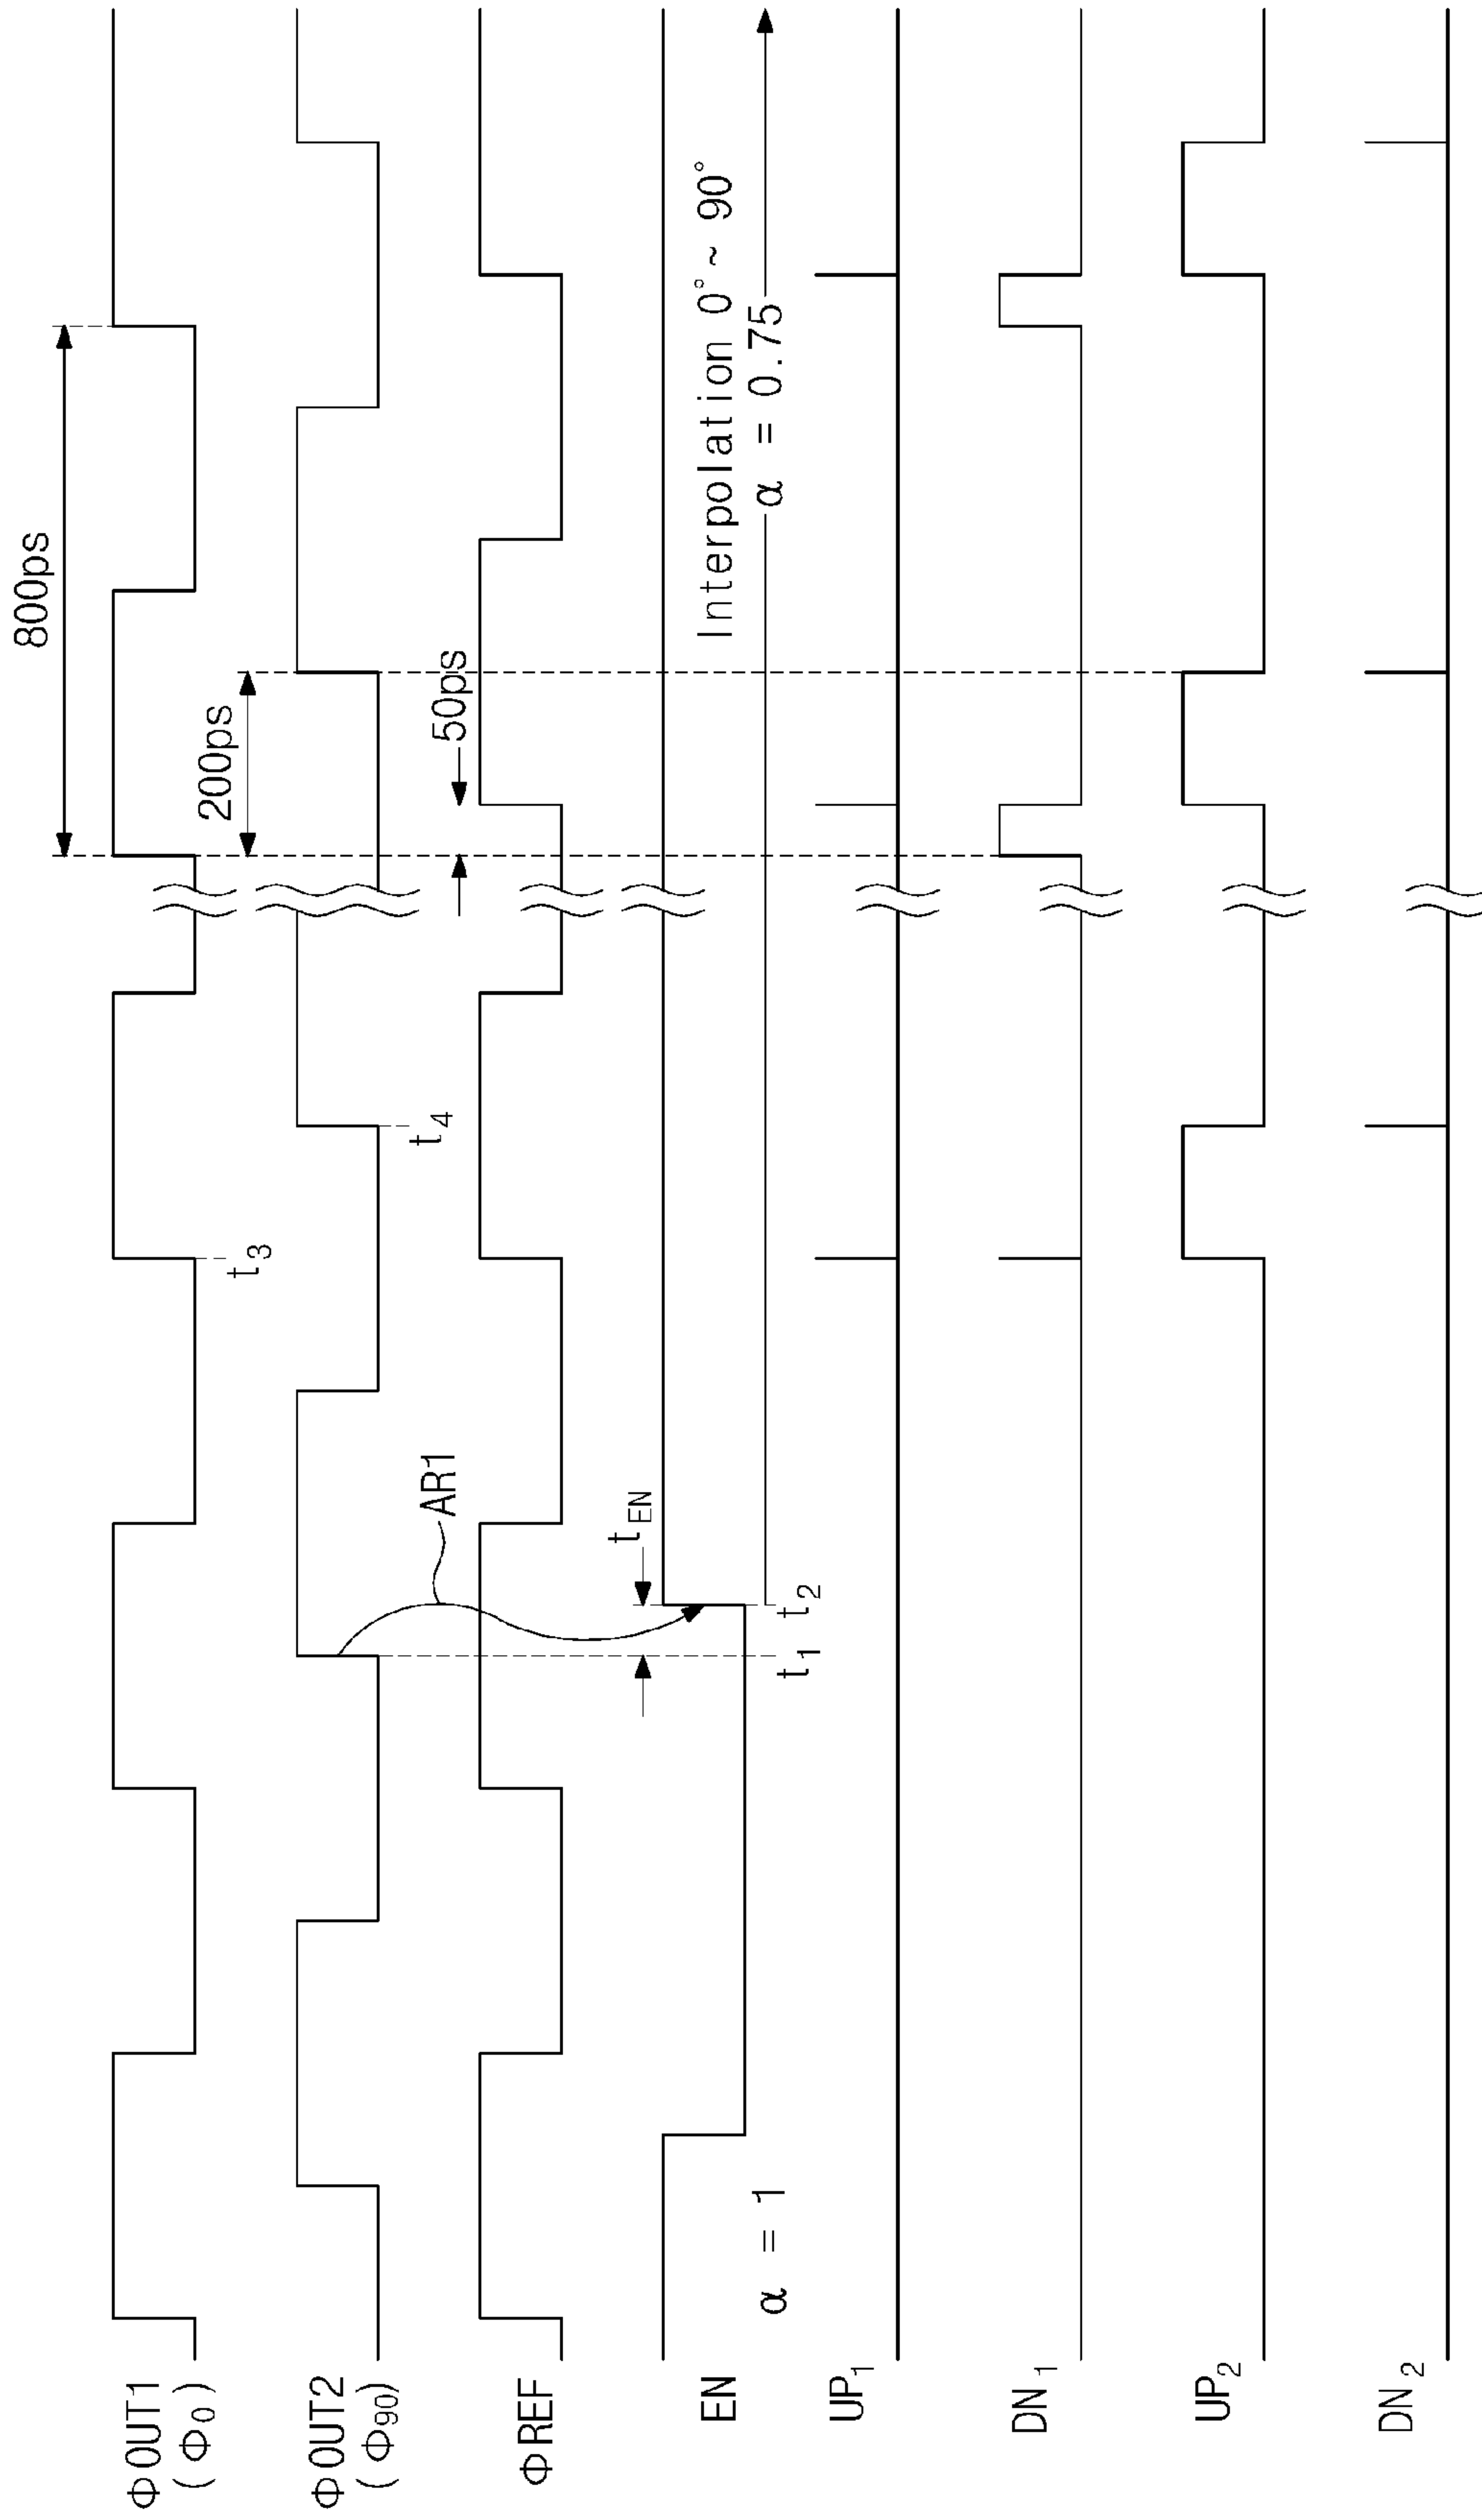 800ps
ΦOUT1
(Φ0)
t3
200ps
ΦOUT2
(Φ90)
t4
AR1
50ps
ΦREF
tEN
EN
α = 1
t1
t2
Interpolation 0° ~ 90°
α = 0.75
UP1
DN1
UP2
DN2